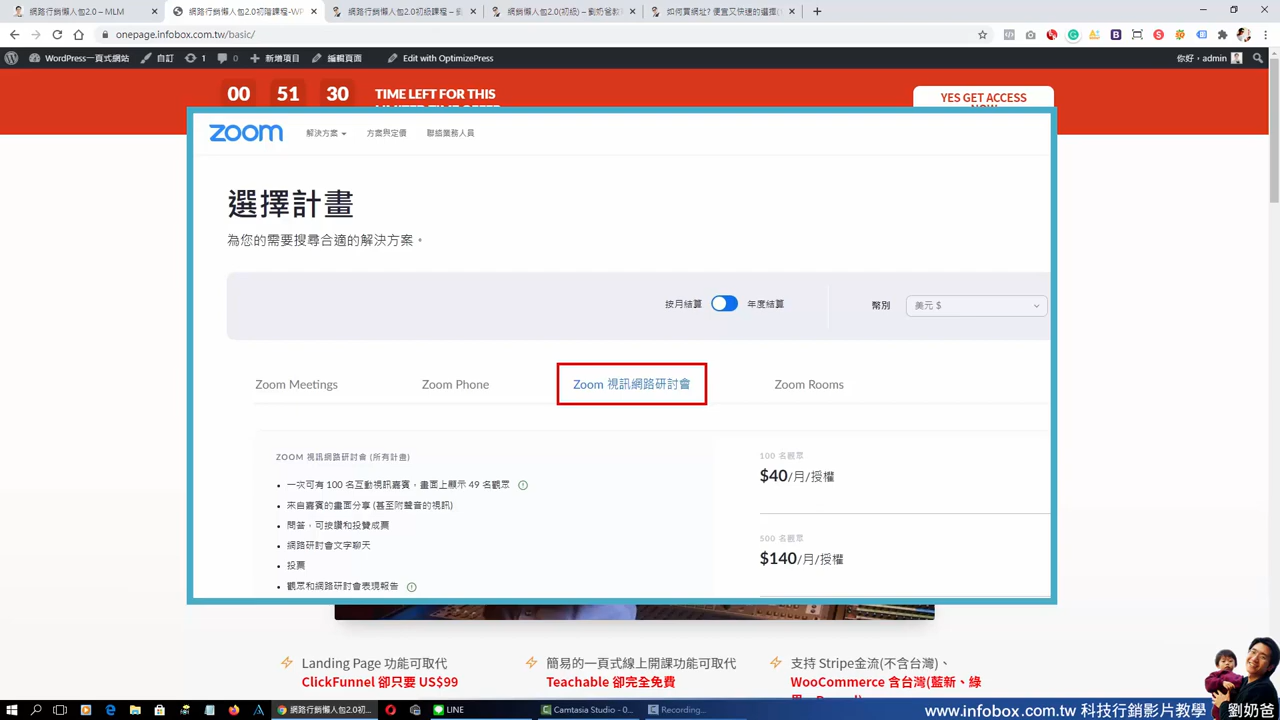 網路行銷懶人包2.0 – MLM
網路行銷懶人包2.0初階課程-WP
網路行銷懶人包2.0初級課程 – 劉
網銷懶人包2.0(初級) – 劉奶爸教
如何買網址? 便宜又快速的選擇(
onepage.infobox.com.tw/basic/
WordPress一頁式網站
自訂
1
0
新增項目
編輯頁面
Edit with OptimizePress
你好，admin
00 51 30
TIME LEFT FOR THIS
YES GET ACCESS
NOW
zoom
解決方案
方案與定價
聯絡業務人員
選擇計畫
為您的需要搜尋合適的解決方案。
按月結算
年度結算
幣別
美元 $
Zoom Meetings
Zoom Phone
Zoom 視訊網路研討會
Zoom Rooms
ZOOM 視訊網路研討會 (所有計畫)
• 一次可有 100 名互動視訊嘉賓，畫面上顯示 49 名觀眾
• 來自嘉賓的畫面分享 (甚至附聲音的視訊)
• 問答，可按讚和投贊成票
• 網路研討會文字聊天
• 投票
• 觀眾和網路研討會表現報告
100 名觀眾
$40/月/授權
500 名觀眾
$140/月/授權
Landing Page 功能可取代
ClickFunnel 卻只要 US$99
簡易的一頁式線上開課功能可取代
Teachable 卻完全免費
支持 Stripe金流(不含台灣)、
WooCommerce 含台灣(藍新、綠
網路行銷懶人包2.0初...
LINE
Camtasia Studio - 0...
Recording...
www.infobox.com.tw 科技行銷影片教學
劉奶爸